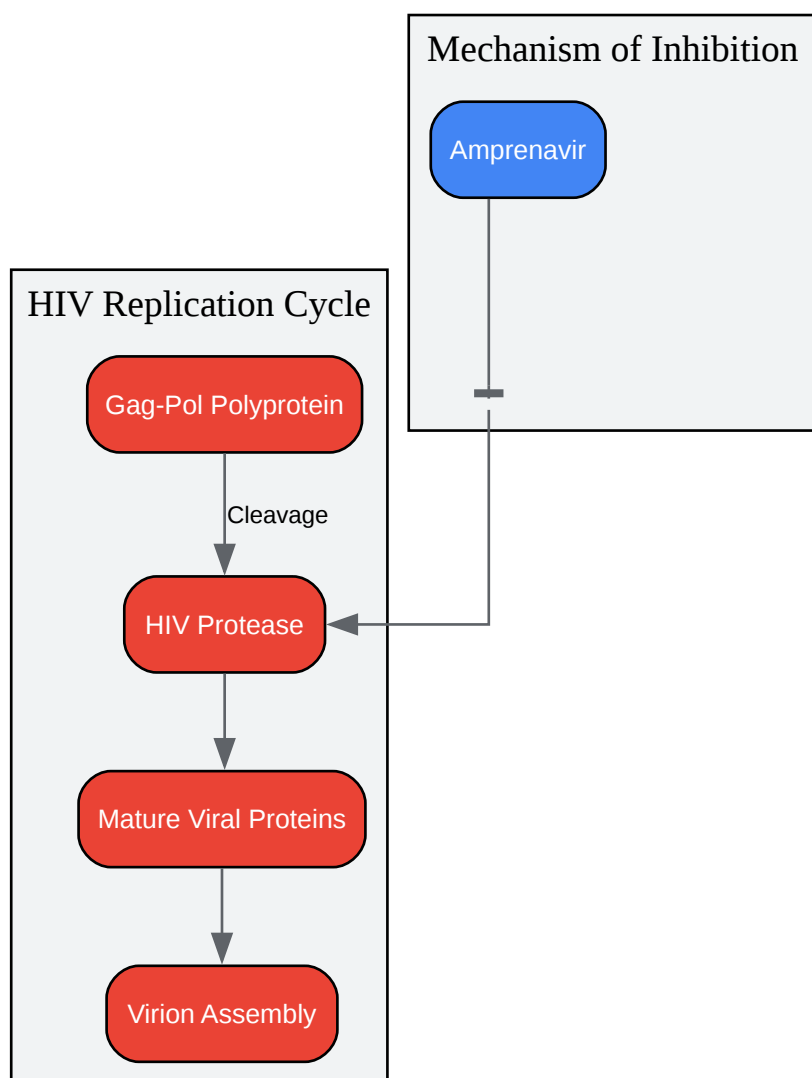 Mechanism of Inhibition
Amprenavir
HIV Replication Cycle
Gag-Pol Polyprotein
Cleavage
HIV Protease
Mature Viral Proteins
Virion Assembly